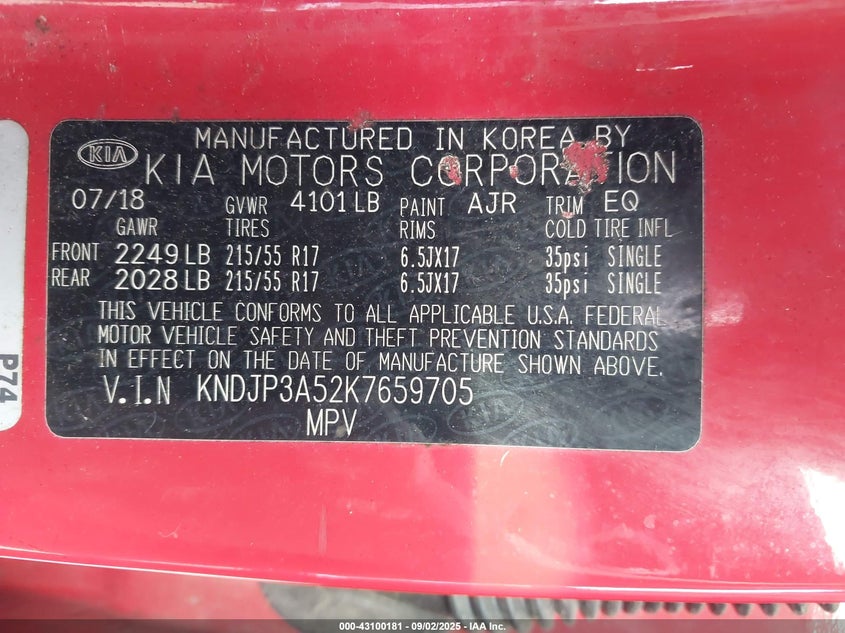 MANUFACTURED IN KOREA BY
KIA
KIA MOTORS CORPORATION
07/18 GVWR 4101 LB PAINT AJR TRIM EQ
GAWR TIRES RIMS COLD TIRE INFL
FRONT 2249 LB 215/55 R17 6.5JX17 35psi SINGLE
REAR 2028 LB 215/55 R17 6.5JX17 35psi SINGLE
THIS VEHICLE CONFORMS TO ALL APPLICABLE U.S.A. FEDERAL
MOTOR VEHICLE SAFETY AND THEFT PREVENTION STANDARDS
IN EFFECT ON THE DATE OF MANUFACTURE SHOWN ABOVE.
V.I.N KNDJP3A52K7659705
MPV
P74
000-43100181 - 09/02/2025 - IAA Inc.